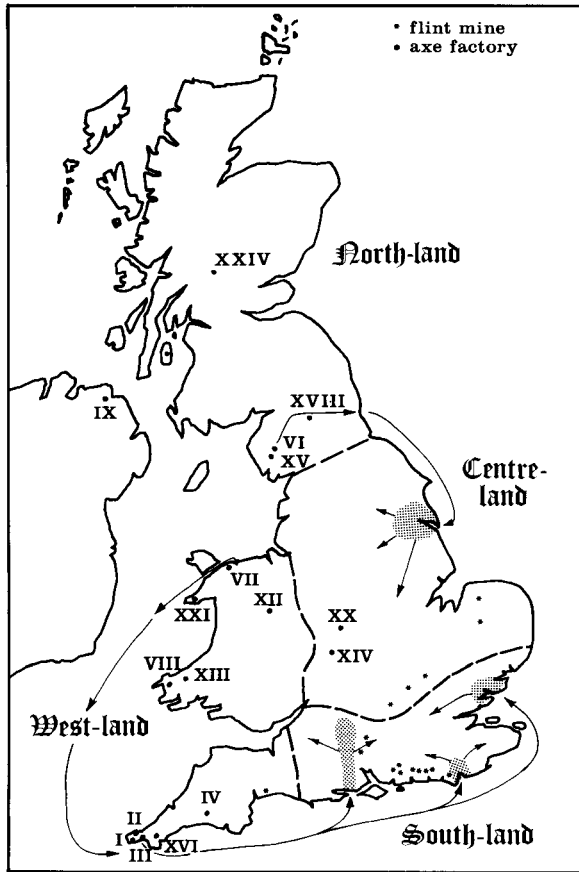 flint mine
axe factory
North-land
XXIV
IX
XVIII
VI
XV
Centre-
land
VII
XXI
XII
XX
XIV
VIII
XIII
West-land
IV
II
I
III
XVI
South-land